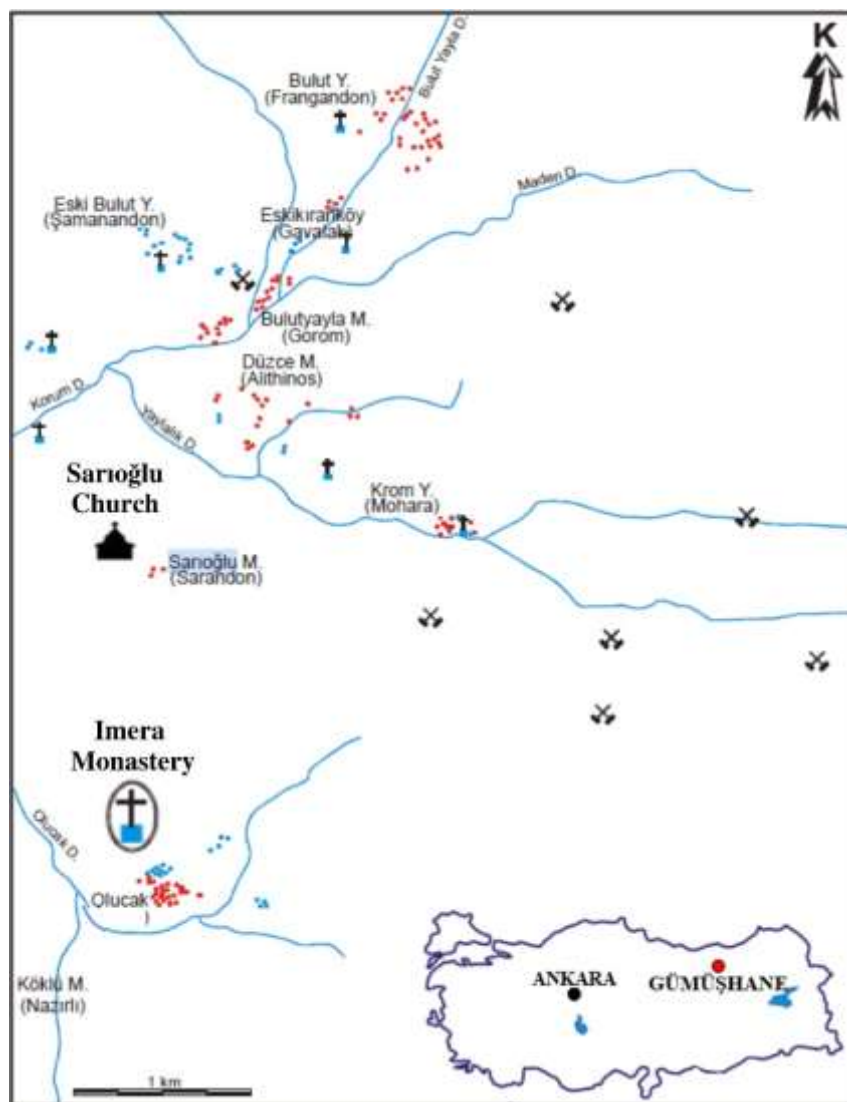 K
Bulut Yayla D.
Bulut Y.
(Frangandon)
Maden D.
Eski Bulut Y.
(Şamanandon)
Eskikıranköy
(Gavalak)
Bulutyayla M.
(Gorom)
Düzce M.
(Alithinos)
Korum D.
Yaylalık D.
Sarıoğlu
Church
Krom Y.
(Mohara)
Sarıoğlu M.
(Sarandon)
Imera
Monastery
Olucak D.
Olucak
)
Köklü M.
(Nazırlı)
ANKARA
GÜMÜŞHANE
1 km